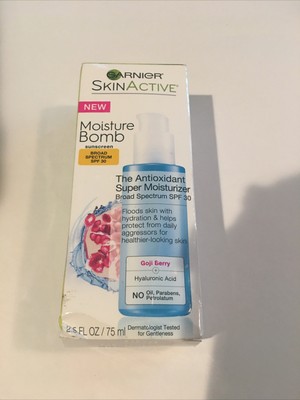 GARNIER
SKINACTIVE
NEW
Moisture
Bomb
sunscreen
BROAD
SPECTRUM
SPF 30
The Antioxidant
Super Moisturizer
Broad Spectrum SPF 30
Floods skin with
hydration & helps
protect from daily
aggressors for
healthier-looking skin
Goji Berry
+
Hyaluronic Acid
NO Oil, Parabens,
Petrolatum
2.5 FL OZ / 75 ml
Dermatologist Tested
for Gentleness